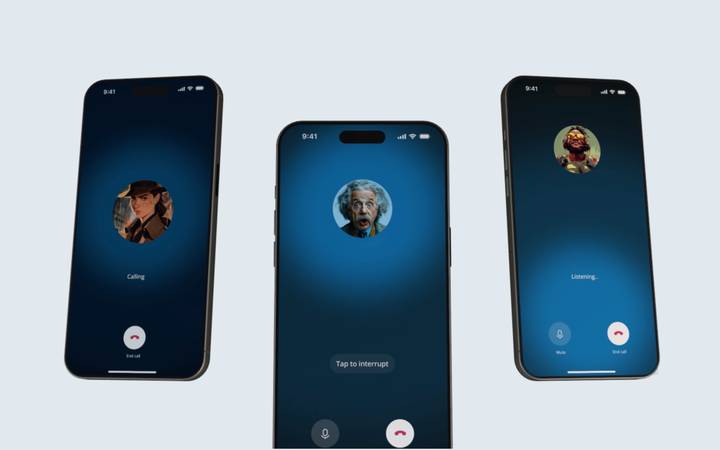 9:41
Calling
End call
9:41
Tap to interrupt
9:41
Listening..
Mute
End call